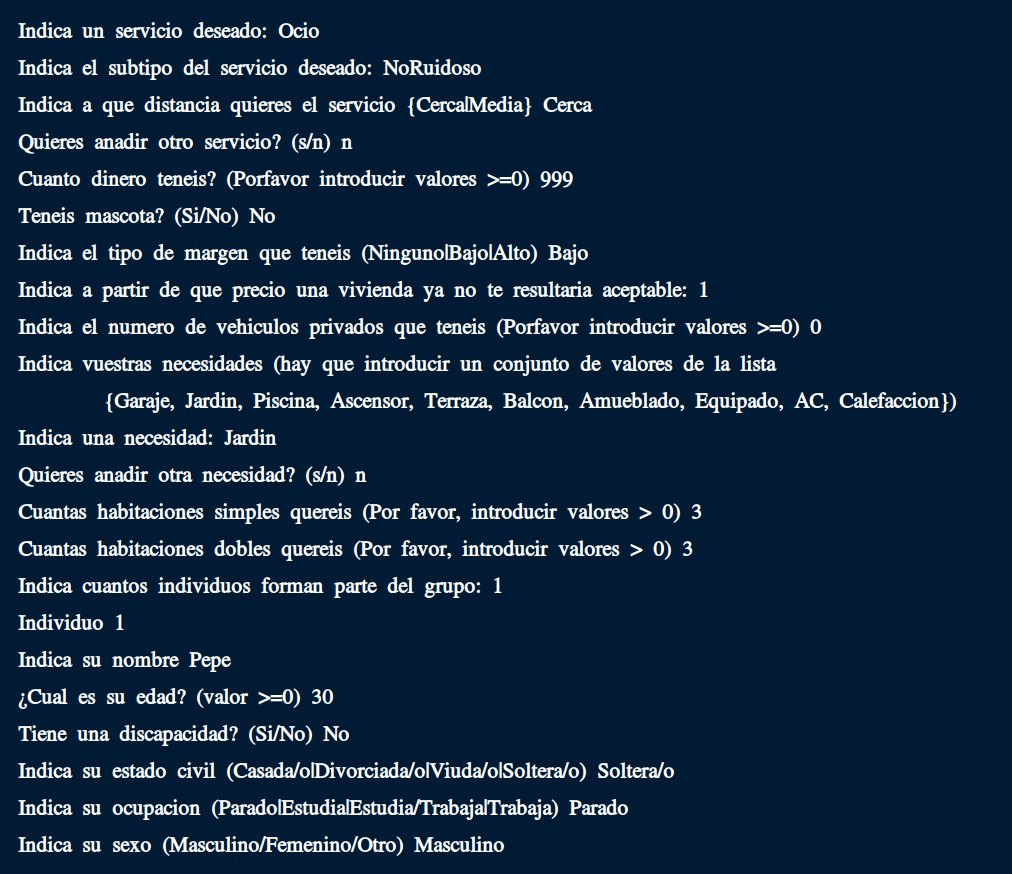 Indica un servicio deseado: Ocio
Indica el subtipo del servicio deseado: NoRuidoso
Indica a que distancia quieres el servicio {Cerca|Media} Cerca
Quieres anadir otro servicio? (s/n) n
Cuanto dinero teneis? (Porfavor introducir valores >=0) 999
Teneis mascota? (Si/No) No
Indica el tipo de margen que teneis (Ninguno|Bajo|Alto) Bajo
Indica a partir de que precio una vivienda ya no te resultaria aceptable: 1
Indica el numero de vehiculos privados que teneis (Porfavor introducir valores >=0) 0
Indica vuestras necesidades (hay que introducir un conjunto de valores de la lista
{Garaje, Jardin, Piscina, Ascensor, Terraza, Balcon, Amueblado, Equipado, AC, Calefaccion})
Indica una necesidad: Jardin
Quieres anadir otra necesidad? (s/n) n
Cuantas habitaciones simples quereis (Por favor, introducir valores > 0) 3
Cuantas habitaciones dobles quereis (Por favor, introducir valores > 0) 3
Indica cuantos individuos forman parte del grupo: 1
Individuo 1
Indica su nombre Pepe
¿Cual es su edad? (valor >=0) 30
Tiene una discapacidad? (Si/No) No
Indica su estado civil (Casada/o|Divorciada/o|Viuda/o|Soltera/o) Soltera/o
Indica su ocupacion (Parado|Estudia|Estudia/Trabaja|Trabaja) Parado
Indica su sexo (Masculino/Femenino/Otro) Masculino